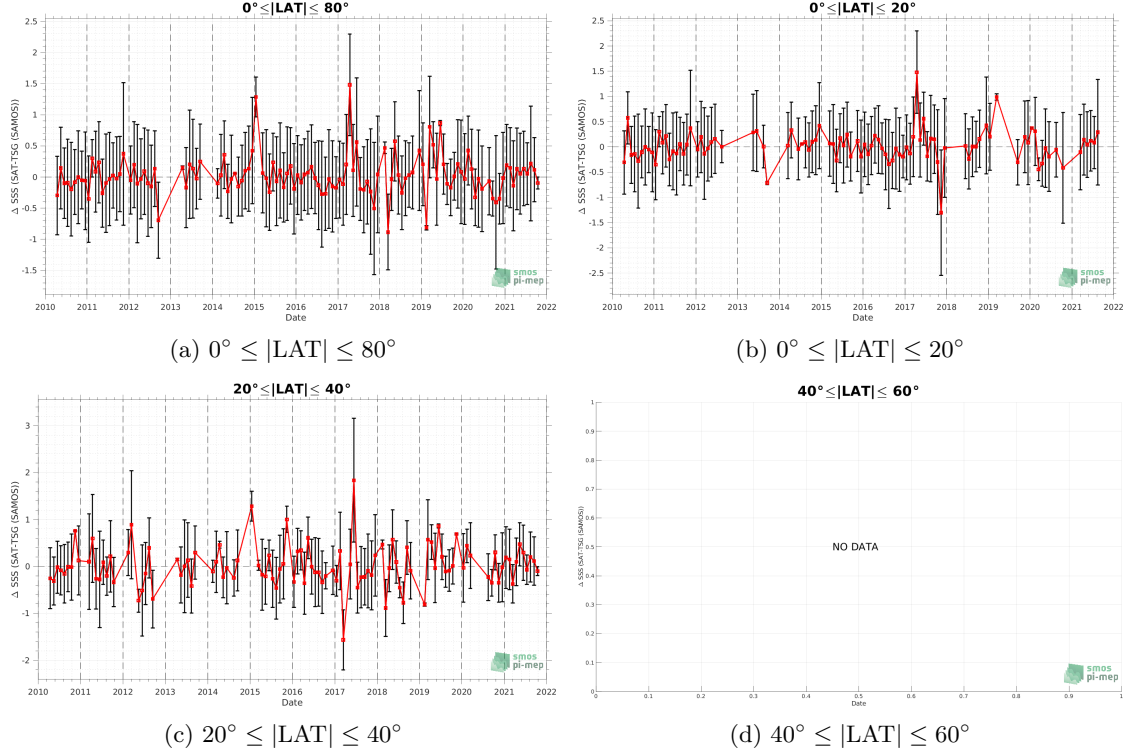 0°≤|LAT|≤ 80°
Δ SSS (SAT-TSG (SAMOS))
2.5
2
1.5
1
0.5
0
-0.5
-1
-1.5
2010 2011 2012 2013 2014 2015 2016 2017 2018 2019 2020 2021 2022
Date
smos
pi-mep
(a) 0° ≤ |LAT| ≤ 80°
0°≤|LAT|≤ 20°
Δ SSS (SAT-TSG (SAMOS))
2.5
2
1.5
1
0.5
0
-0.5
-1
-1.5
-2
-2.5
2010 2011 2012 2013 2014 2015 2016 2017 2018 2019 2020 2021 2022
Date
smos
pi-mep
(b) 0° ≤ |LAT| ≤ 20°
20°≤|LAT|≤ 40°
Δ SSS (SAT-TSG (SAMOS))
3
2
1
0
-1
-2
2010 2011 2012 2013 2014 2015 2016 2017 2018 2019 2020 2021 2022
Date
smos
pi-mep
(c) 20° ≤ |LAT| ≤ 40°
40°≤|LAT|≤ 60°
Δ SSS (SAT-TSG (SAMOS))
1
0.9
0.8
0.7
0.6
0.5
0.4
0.3
0.2
0.1
0
NO DATA
0 0.1 0.2 0.3 0.4 0.5 0.6 0.7 0.8 0.9 1
Date
smos
pi-mep
(d) 40° ≤ |LAT| ≤ 60°